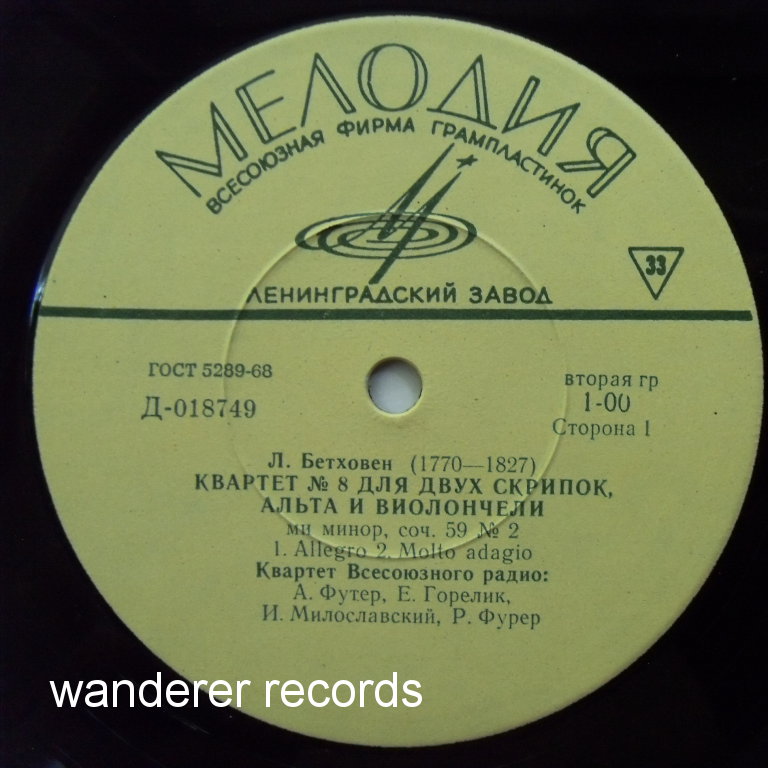 МЕЛОДИЯ
ВСЕСОЮЗНАЯ ФИРМА ГРАМПЛАСТИНОК
33
ЛЕНИНГРАДСКИЙ ЗАВОД
ГОСТ 5289-68
Д-018749
вторая гр
1-00
Сторона 1
Л. Бетховен (1770—1827)
КВАРТЕТ № 8 ДЛЯ ДВУХ СКРИПОК,
АЛЬТА И ВИОЛОНЧЕЛИ
ми минор, соч. 59 № 2
1. Allegro 2. Molto adagio
Квартет Всесоюзного радио:
А. Футер, Е. Горелик,
И. Милославский, Р. Фурер
wanderer records